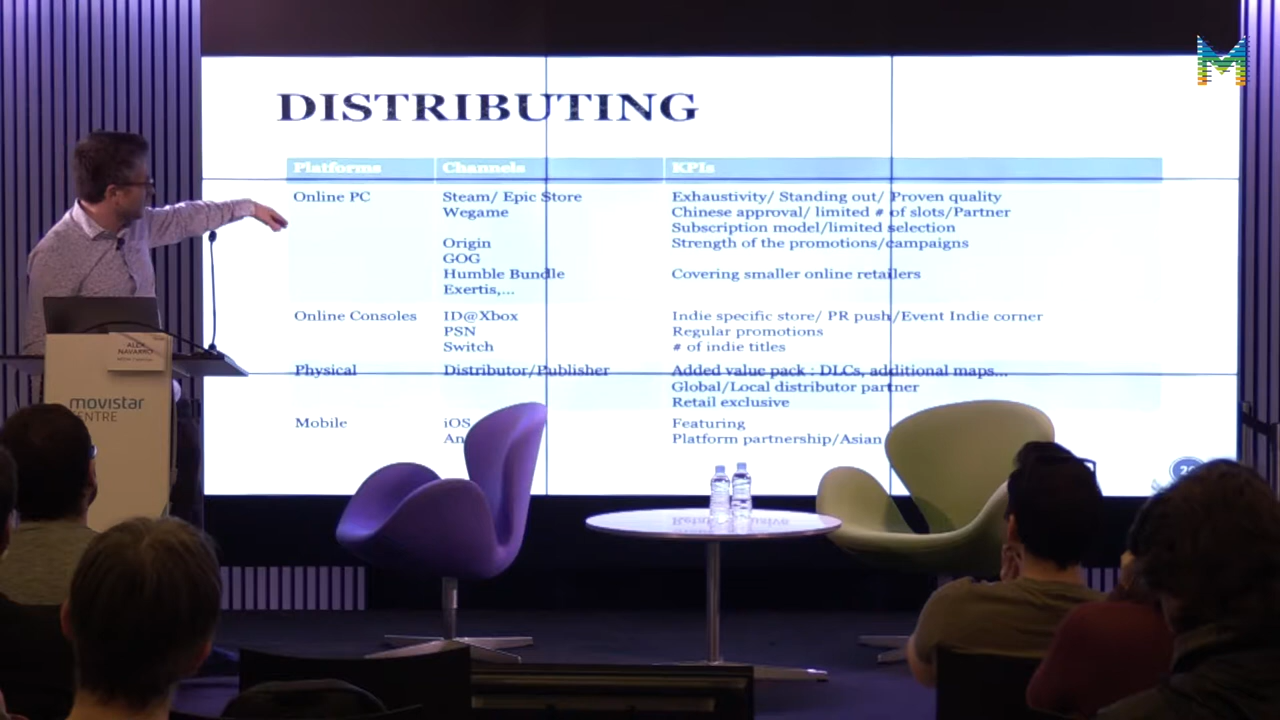 DISTRIBUTING
Platforms Channels KPIs
Online PC Steam/ Epic Store Exhaustivity/ Standing out/ Proven quality
Wegame Chinese approval/ limited # of slots/Partner
Subscription model/limited selection
Origin Strength of the promotions/campaigns
GOG
Humble Bundle Covering smaller online retailers
Exertis,...
Online Consoles ID@Xbox Indie specific store/ PR push/Event Indie corner
PSN Regular promotions
Switch # of indie titles
Physical Distributor/Publisher Added value pack : DLCs, additional maps...
Global/Local distributor partner
Retail exclusive
Mobile iOS Featuring
An Platform partnership/Asian
ALEX
NAVARRO
movistar
CENTRE
M